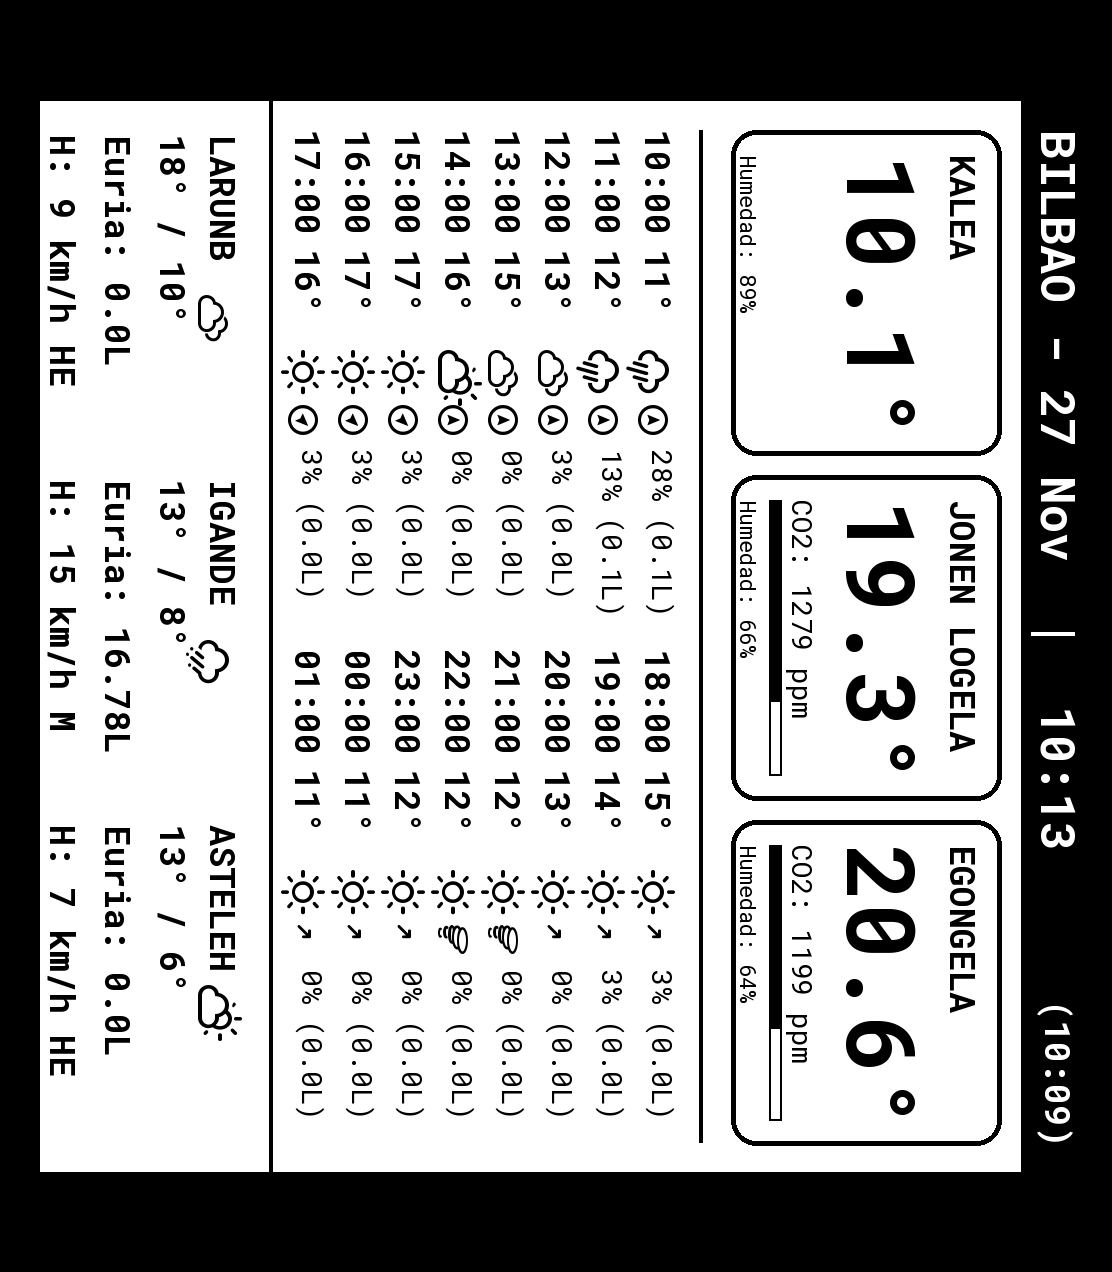 BILBAO - 27 Nov | 10:13 (10:09)
KALEA
10.1°
Humedad: 89%
JONEN LOGELA
19.3°
CO2: 1279 ppm
Humedad: 66%
EGONGELA
20.6°
CO2: 1199 ppm
Humedad: 64%
10:00 11° 28% (0.1L)
11:00 12° 13% (0.1L)
12:00 13° 3% (0.0L)
13:00 15° 0% (0.0L)
14:00 16° 0% (0.0L)
15:00 17° 3% (0.0L)
16:00 17° 3% (0.0L)
17:00 16° 3% (0.0L)
18:00 15° 3% (0.0L)
19:00 14° 3% (0.0L)
20:00 13° 0% (0.0L)
21:00 12° 0% (0.0L)
22:00 12° 0% (0.0L)
23:00 12° 0% (0.0L)
00:00 11° 0% (0.0L)
01:00 11° 0% (0.0L)
LARUNB
18° / 10°
Euria: 0.0L
H: 9 km/h HE
IGANDE
13° / 8°
Euria: 16.78L
H: 15 km/h M
ASTELEH
13° / 6°
Euria: 0.0L
H: 7 km/h HE